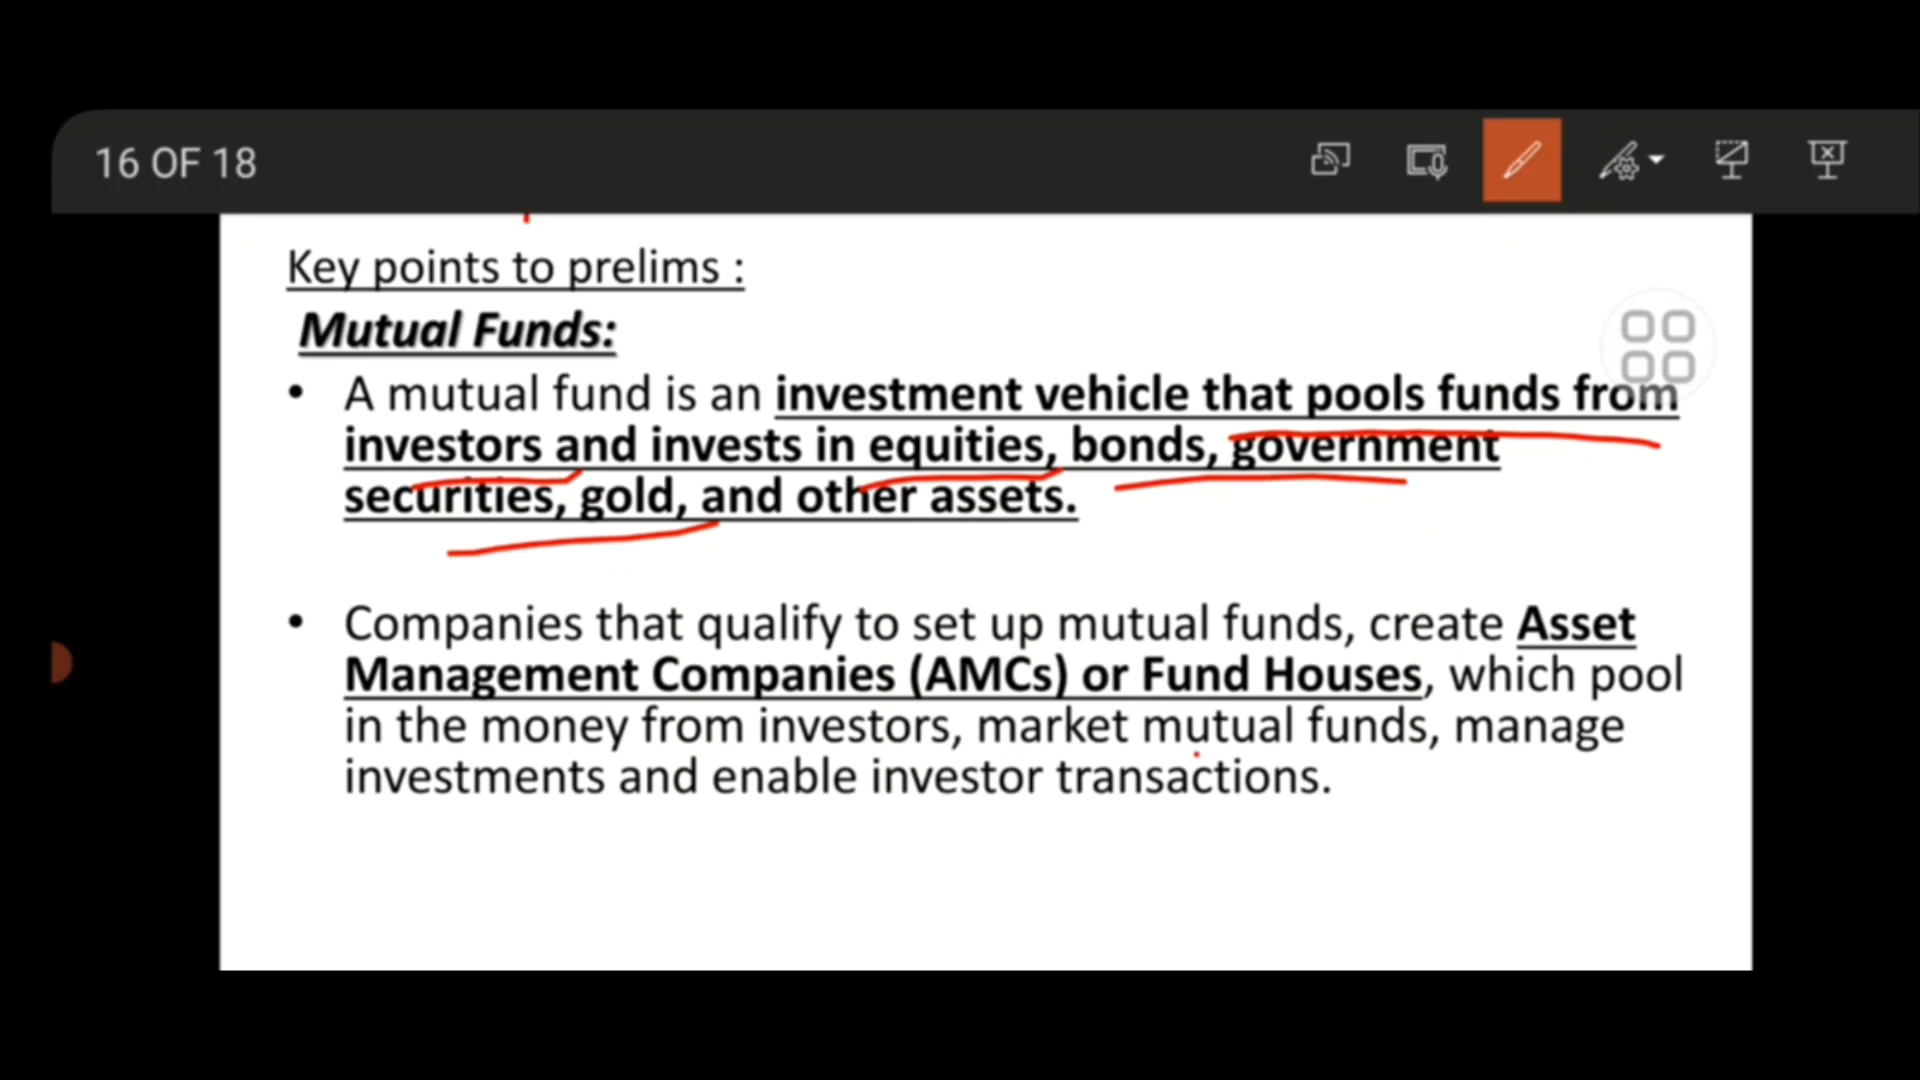 16 OF 18
Key points to prelims :
Mutual Funds:
• A mutual fund is an investment vehicle that pools funds from
investors and invests in equities, bonds, government
securities, gold, and other assets.
• Companies that qualify to set up mutual funds, create Asset
Management Companies (AMCs) or Fund Houses, which pool
in the money from investors, market mutual funds, manage
investments and enable investor transactions.